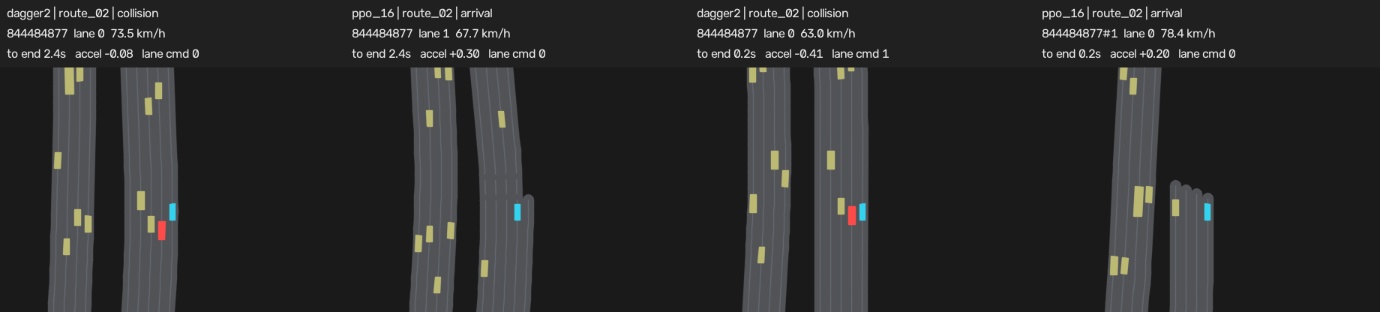 dagger2 | route_02 | collision
844484877 lane 0 73.5 km/h
to end 2.4s accel -0.08 lane cmd 0
ppo_16 | route_02 | arrival
844484877 lane 1 67.7 km/h
to end 2.4s accel +0.30 lane cmd 0
dagger2 | route_02 | collision
844484877 lane 0 63.0 km/h
to end 0.2s accel -0.41 lane cmd 1
ppo_16 | route_02 | arrival
844484877#1 lane 0 78.4 km/h
to end 0.2s accel +0.20 lane cmd 0